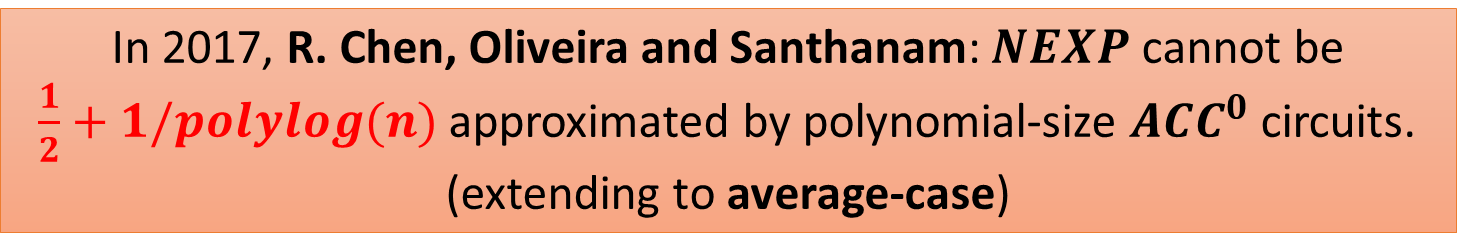 In 2017, R. Chen, Oliveira and Santhanam: NEXP cannot be
1/2 + 1/polylog(n) approximated by polynomial-size ACC⁰ circuits.
(extending to average-case)